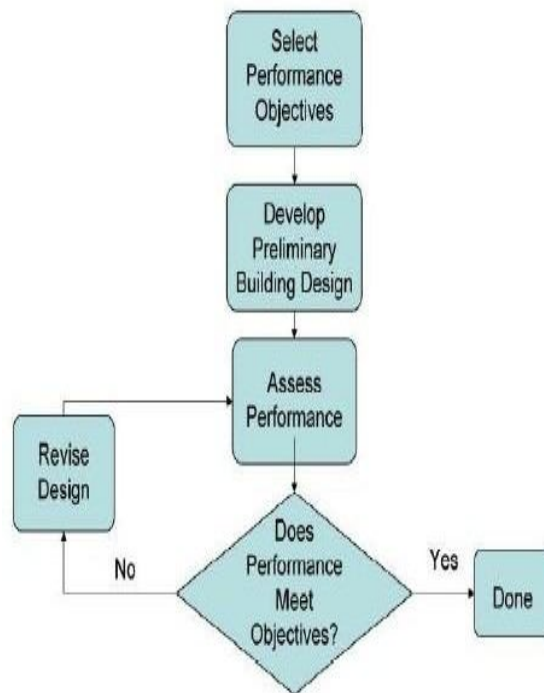 Select
Performance
Objectives
Develop
Preliminary
Building Design
Assess
Performance
Revise
Design
Does
Performance
Meet
Objectives?
No
Yes
Done